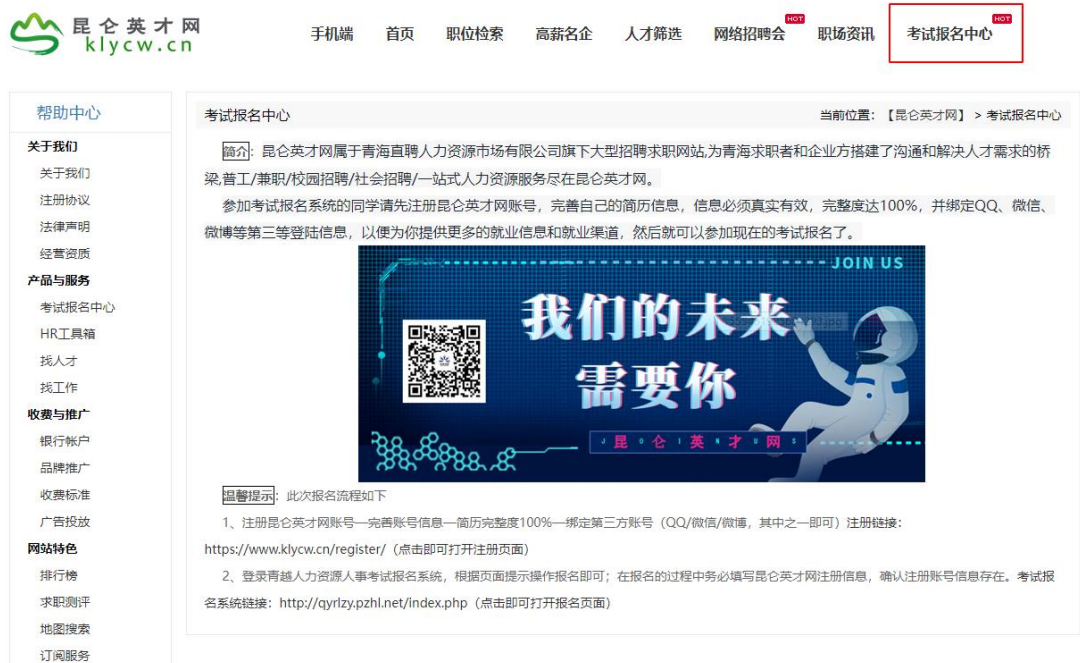 昆仑英才网
klycw.cn
手机端 首页 职位检索 高薪名企 人才筛选 网络招聘会 HOT 职场资讯 考试报名中心 HOT
帮助中心
关于我们
关于我们
注册协议
法律声明
经营资质
产品与服务
考试报名中心
HR工具箱
找人才
找工作
收费与推广
银行帐户
品牌推广
收费标准
广告投放
网站特色
排行榜
求职测评
地图搜索
订阅服务
考试报名中心 当前位置：【昆仑英才网】 > 考试报名中心
简介：昆仑英才网属于青海直聘人力资源市场有限公司旗下大型招聘求职网站,为青海求职者和企业方搭建了沟通和解决人才需求的桥
梁,普工/兼职/校园招聘/社会招聘/一站式人力资源服务尽在昆仑英才网。
参加考试报名系统的同学请先注册昆仑英才网账号，完善自己的简历信息，信息必须真实有效，完整度达100%，并绑定QQ、微信、
微博等第三等登陆信息，以便为你提供更多的就业信息和就业渠道，然后就可以参加现在的考试报名了。
JOIN US
我们的未来
需要你
昆仑英才网
温馨提示：此次报名流程如下
1、注册昆仑英才网账号—完善账号信息—简历完整度100%—绑定第三方账号（QQ/微信/微博，其中之一即可）注册链接：
https://www.klycw.cn/register/（点击即可打开注册页面）
2、登录青越人力资源人事考试报名系统，根据页面提示操作报名即可；在报名的过程中务必填写昆仑英才网注册信息，确认注册账号信息存在。考试报
名系统链接：http://qyrlzy.pzhl.net/index.php（点击即可打开报名页面）